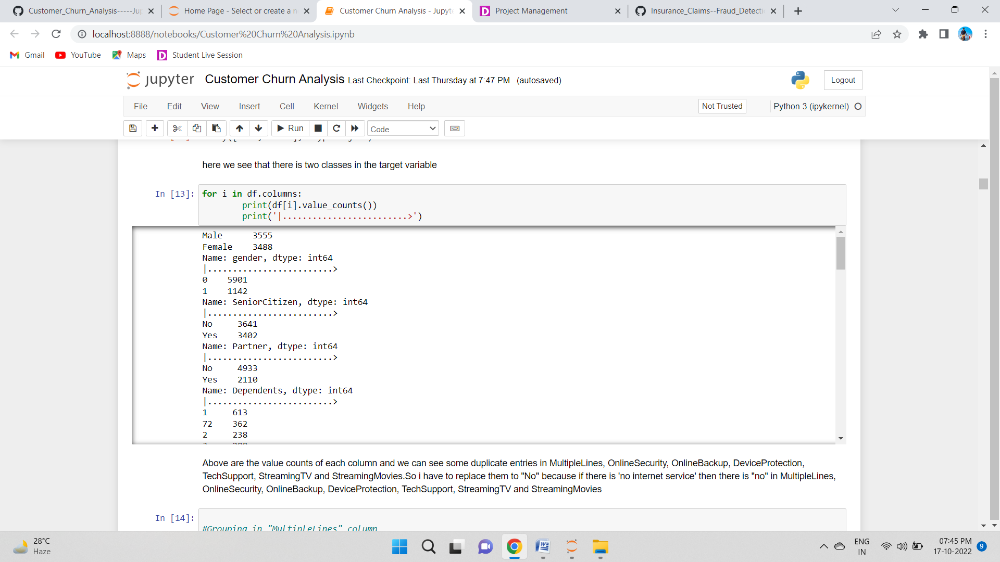 Customer_Churn_Analysis-----Jup
Home Page - Select or create a n
Customer Churn Analysis - Jupyte
Project Management
Insurance_Claims--Fraud_Detecti
localhost:8888/notebooks/Customer%20Churn%20Analysis.ipynb
Gmail YouTube Maps Student Live Session
jupyter Customer Churn Analysis Last Checkpoint: Last Thursday at 7:47 PM (autosaved)
Logout
File Edit View Insert Cell Kernel Widgets Help
Not Trusted
Python 3 (ipykernel)
Run
Code
here we see that there is two classes in the target variable
In [13]: for i in df.columns:
print(df[i].value_counts())
print('|.........................>')
Male 3555
Female 3488
Name: gender, dtype: int64
|.........................>
0 5901
1 1142
Name: SeniorCitizen, dtype: int64
|.........................>
No 3641
Yes 3402
Name: Partner, dtype: int64
|.........................>
No 4933
Yes 2110
Name: Dependents, dtype: int64
|.........................>
1 613
72 362
2 238
Above are the value counts of each column and we can see some duplicate entries in MultipleLines, OnlineSecurity, OnlineBackup, DeviceProtection,
TechSupport, StreamingTV and StreamingMovies.So i have to replace them to "No" because if there is 'no internet service' then there is "no" in MultipleLines,
OnlineSecurity, OnlineBackup, DeviceProtection, TechSupport, StreamingTV and StreamingMovies
In [14]:
#Grouping in "MultipleLines" column
28°C
Haze
ENG
IN
07:45 PM
17-10-2022
9